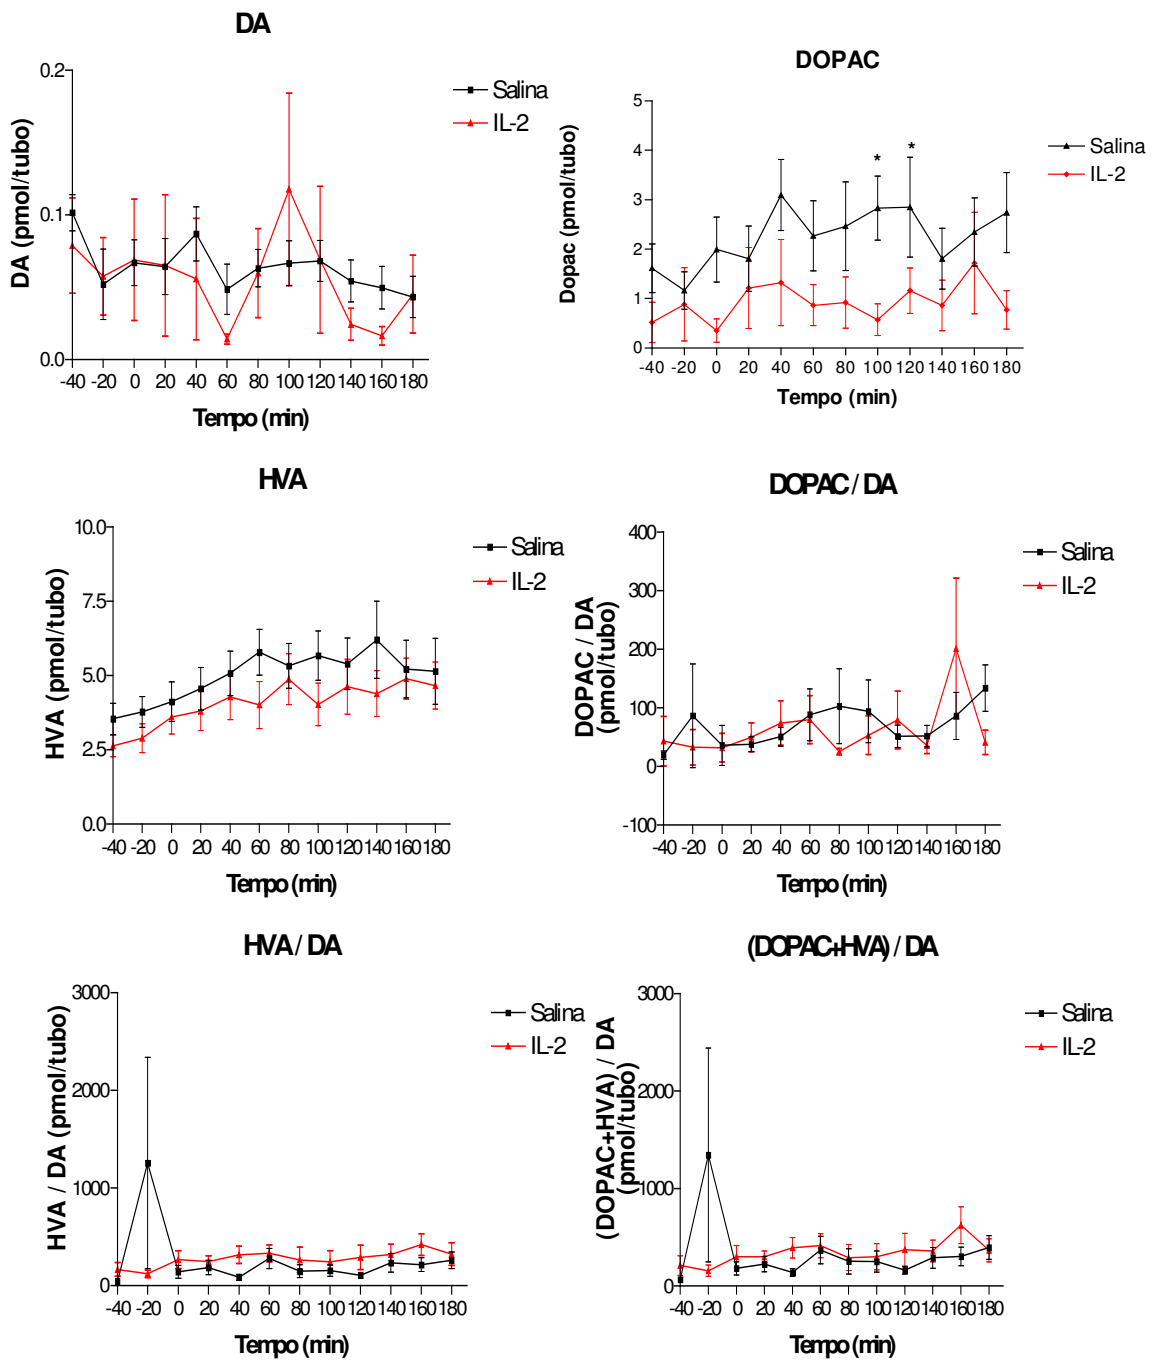 DA
0.2
0.1
0.0
DA (pmol/tubo)
-40 -20 0 20 40 60 80 100 120 140 160 180
Tempo (min)
Salina
IL-2
DOPAC
5
4
3
2
1
0
Dopac (pmol/tubo)
* *
-40 -20 0 20 40 60 80 100 120 140 160 180
Tempo (min)
Salina
IL-2
HVA
10.0
7.5
5.0
2.5
0.0
HVA (pmol/tubo)
-40 -20 0 20 40 60 80 100 120 140 160 180
Tempo (min)
Salina
IL-2
DOPAC / DA
400
300
200
100
0
-100
DOPAC / DA
(pmol/tubo)
-40 -20 0 20 40 60 80 100 120 140 160 180
Tempo (min)
Salina
IL-2
HVA / DA
3000
2000
1000
0
HVA / DA (pmol/tubo)
-40 -20 0 20 40 60 80 100 120 140 160 180
Tempo (min)
Salina
IL-2
(DOPAC+HVA) / DA
3000
2000
1000
0
(DOPAC+HVA) / DA
(pmol/tubo)
-40 -20 0 20 40 60 80 100 120 140 160 180
Tempo (min)
Salina
IL-2